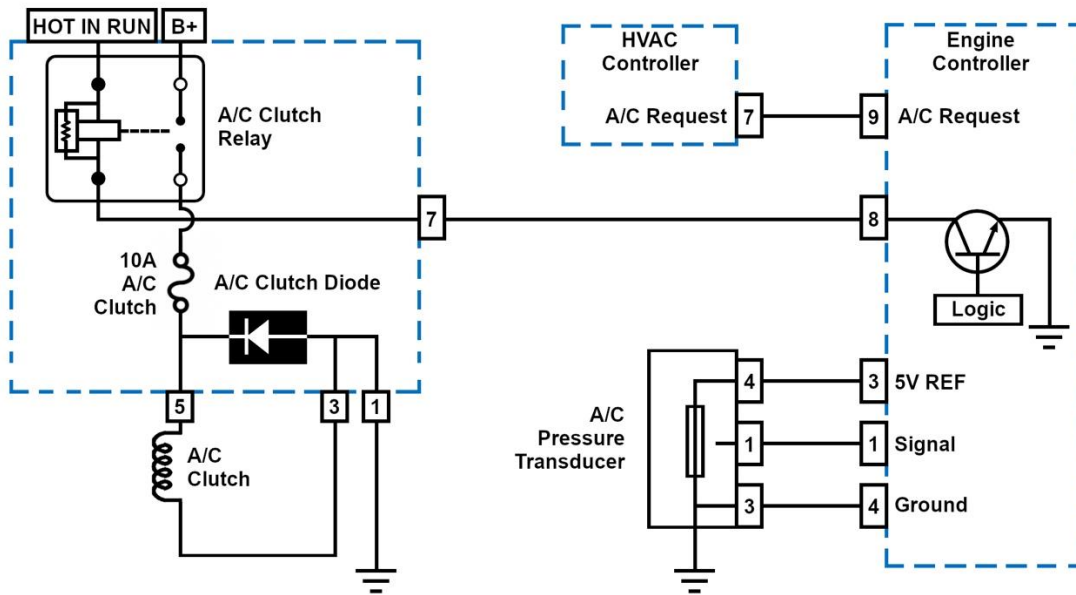 HOT IN RUN
B+
A/C Clutch
Relay
10A
A/C
Clutch
A/C Clutch Diode
5
3
1
A/C
Clutch
7
HVAC
Controller
A/C Request
7
9
Engine
Controller
A/C Request
8
Logic
A/C
Pressure
Transducer
4
3
5V REF
1
1
Signal
3
4
Ground